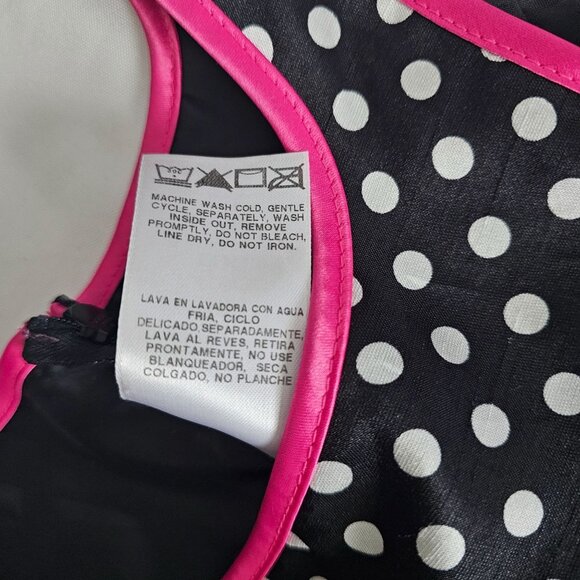 MACHINE WASH COLD, GENTLE
CYCLE, SEPARATELY, WASH
INSIDE OUT, REMOVE
PROMPTLY, DO NOT BLEACH,
LINE DRY, DO NOT IRON.
LAVA EN LAVADORA CON AGUA
FRIA, CICLO
DELICADO,SEPARADAMENTE,
LAVA AL REVES, RETIRA
PRONTAMENTE, NO USE
BLANQUEADOR, SECA
COLGADO, NO PLANCHE